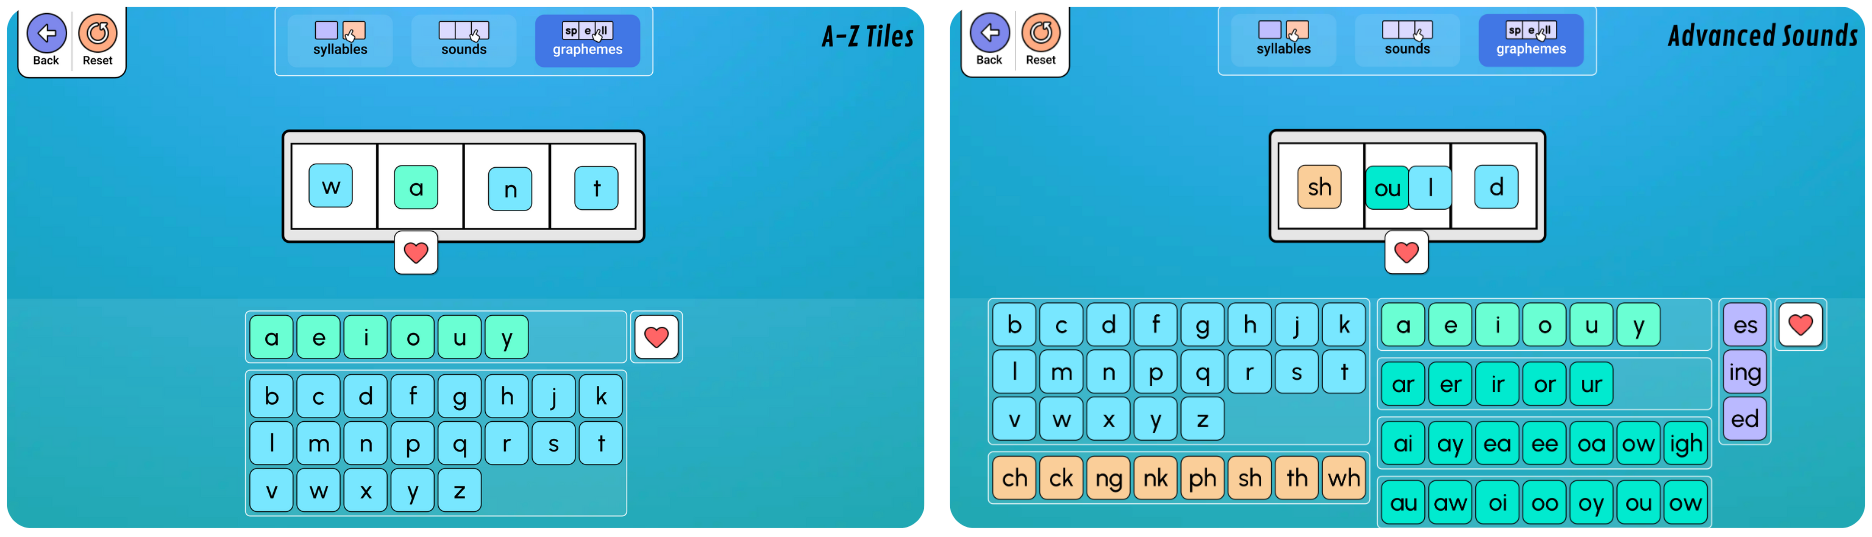 Back Reset
syllables sounds sp e ll graphemes
A-Z Tiles
w a n t
a e i o u y
b c d f g h j k
l m n p q r s t
v w x y z
Back Reset
syllables sounds sp e ll graphemes
Advanced Sounds
sh ou l d
b c d f g h j k
l m n p q r s t
v w x y z
ch ck ng nk ph sh th wh
a e i o u y
ar er ir or ur
ai ay ea ee oa ow igh
au aw oi oo oy ou ow
es
ing
ed